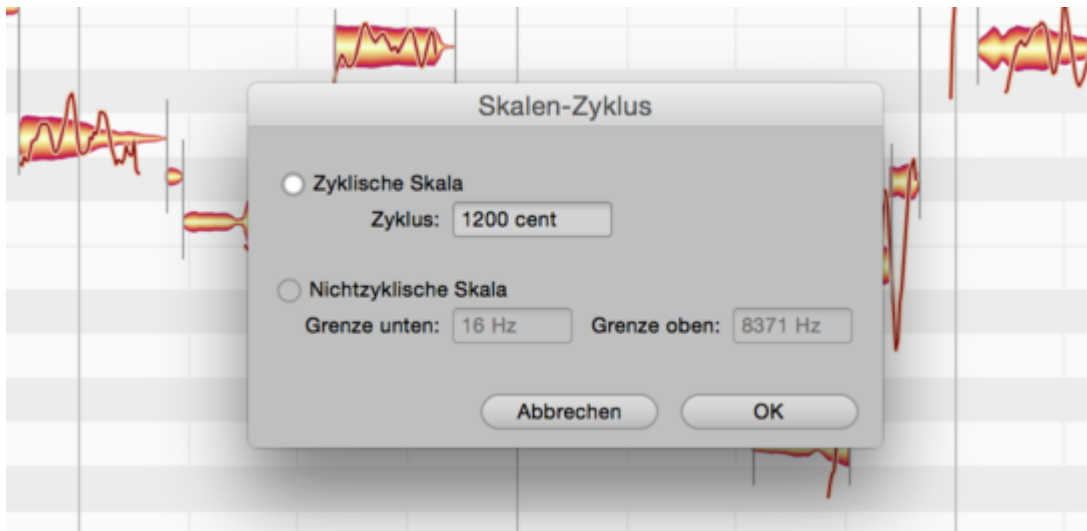 Skalen-Zyklus
Zyklische Skala
Zyklus: 1200 cent
Nichtzyklische Skala
Grenze unten: 16 Hz Grenze oben: 8371 Hz
Abbrechen OK